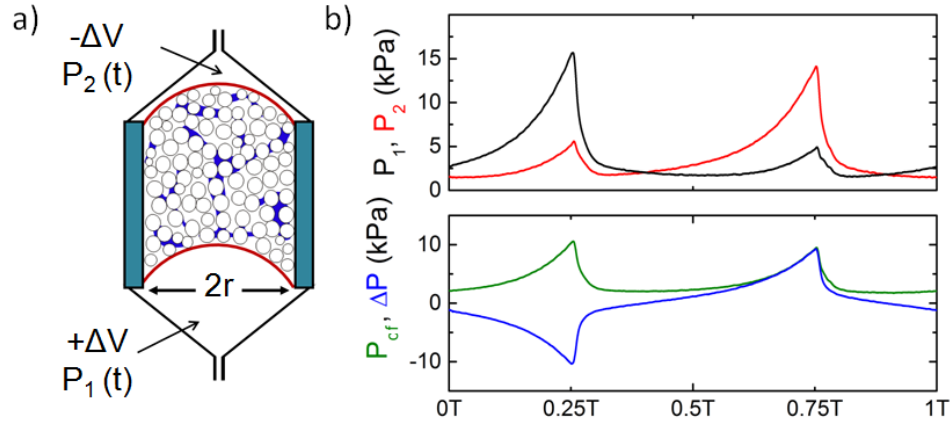 a)
-ΔV
P₂ (t)
2r
+ΔV
P₁ (t)
b)
P₁, P₂ (kPa)
15
10
5
0
P_cf, ΔP (kPa)
10
0
-10
0T 0.25T 0.5T 0.75T 1T